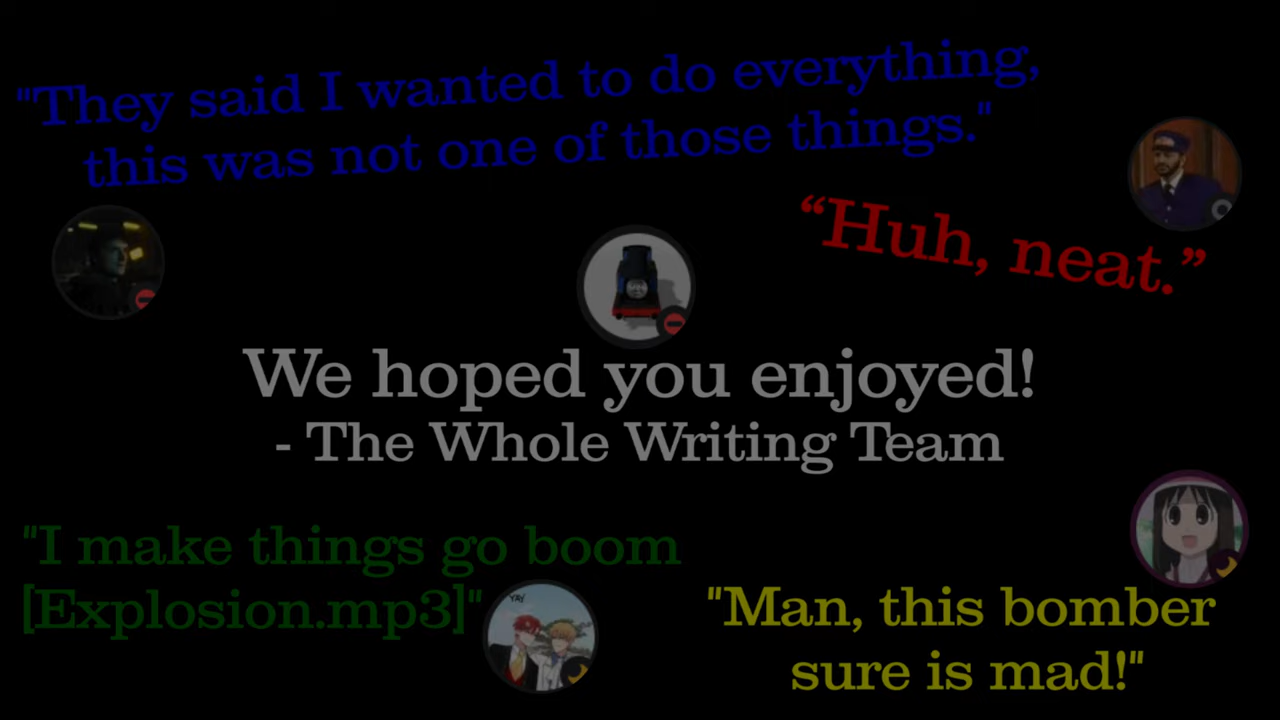 "They said I wanted to do everything,
this was not one of those things."
“Huh, neat.”
We hoped you enjoyed!
- The Whole Writing Team
"I make things go boom
[Explosion.mp3]"
YAY
"Man, this bomber
sure is mad!"